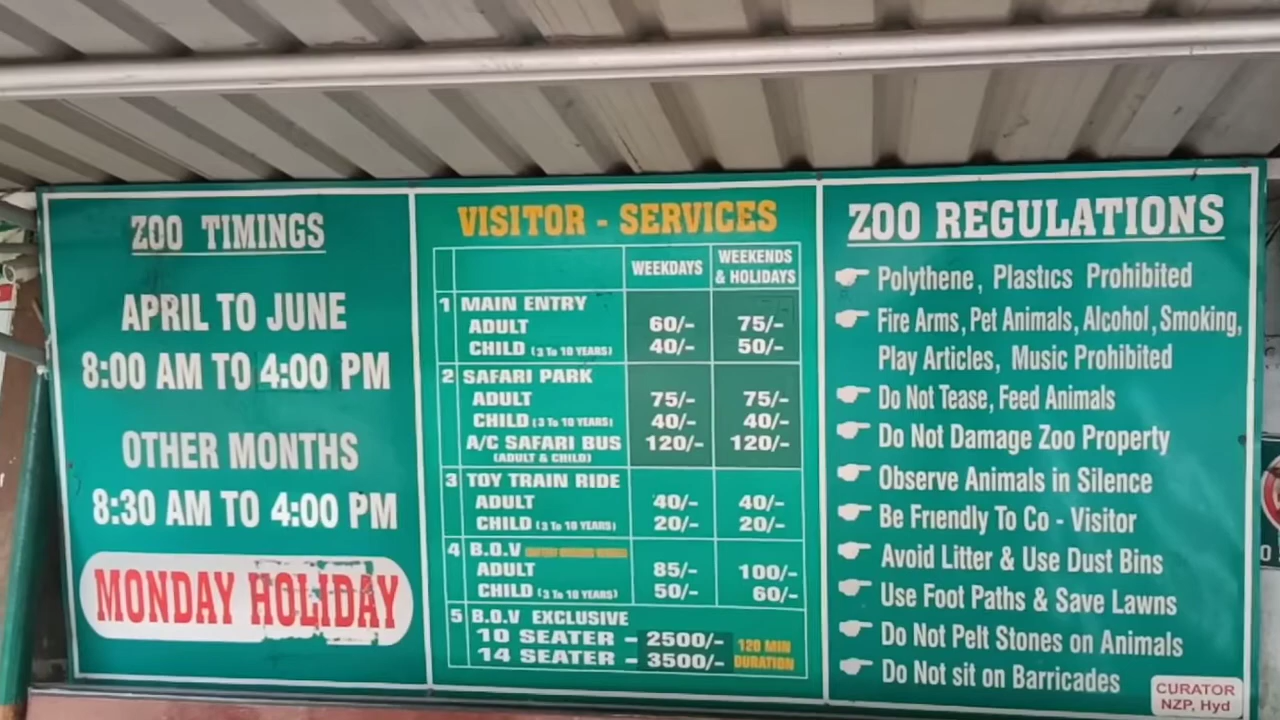 ZOO TIMINGS
APRIL TO JUNE
8:00 AM TO 4:00 PM
OTHER MONTHS
8:30 AM TO 4:00 PM
MONDAY HOLIDAY
VISITOR - SERVICES
WEEKDAYS WEEKENDS & HOLIDAYS
1 MAIN ENTRY
ADULT 60/- 75/-
CHILD (3 To 10 YEARS) 40/- 50/-
2 SAFARI PARK
ADULT 75/- 75/-
CHILD (3 To 10 YEARS) 40/- 40/-
A/C SAFARI BUS 120/- 120/-
(ADULT & CHILD)
3 TOY TRAIN RIDE
ADULT 40/- 40/-
CHILD (3 To 10 YEARS) 20/- 20/-
4 B.O.V
ADULT 85/- 100/-
CHILD (3 To 10 YEARS) 50/- 60/-
5 B.O.V EXCLUSIVE
10 SEATER - 2500/- 120 MIN
14 SEATER - 3500/- DURATION
ZOO REGULATIONS
Polythene, Plastics Prohibited
Fire Arms, Pet Animals, Alcohol, Smoking,
Play Articles, Music Prohibited
Do Not Tease, Feed Animals
Do Not Damage Zoo Property
Observe Animals in Silence
Be Friendly To Co - Visitor
Avoid Litter & Use Dust Bins
Use Foot Paths & Save Lawns
Do Not Pelt Stones on Animals
Do Not sit on Barricades
CURATOR
NZP, Hyd